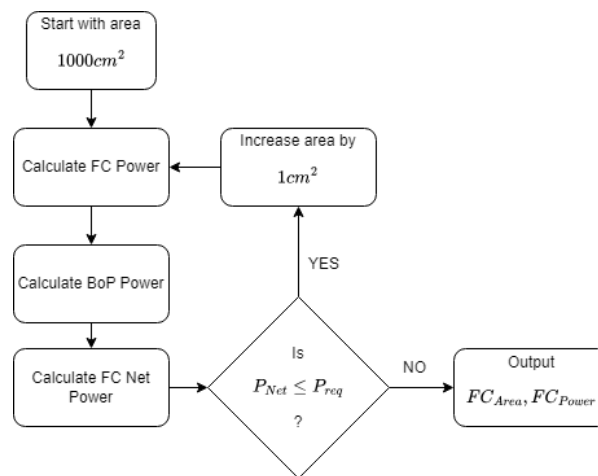 Start with area
1000cm²
Calculate FC Power
Increase area by
1cm²
Calculate BoP Power
YES
Calculate FC Net
Power
Is
P_Net ≤ P_req
?
NO
Output
FC_Area, FC_Power